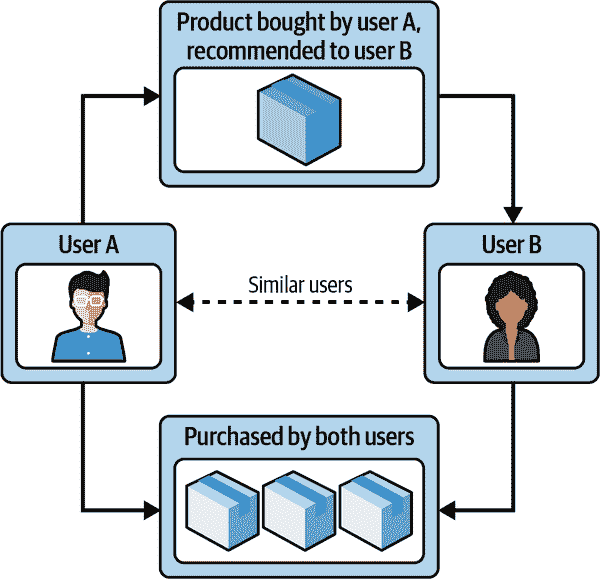 Product bought by user A,
recommended to user B
User A
User B
Similar users
Purchased by both users